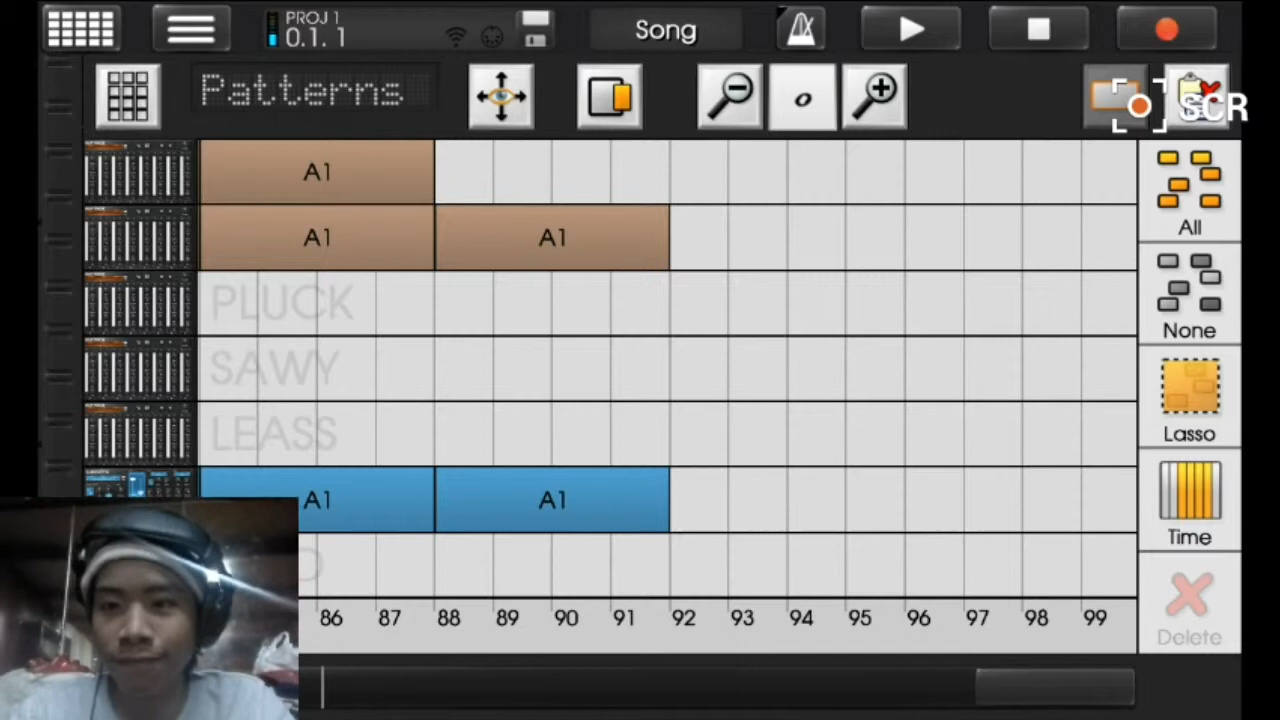 PROJ 1
0.1. 1
Song
Patterns
SCR
A1
All
A1 A1
PLUCK
None
SAWY
LEASS
Lasso
A1 A1
Time
86 87 88 89 90 91 92 93 94 95 96 97 98 99
Delete